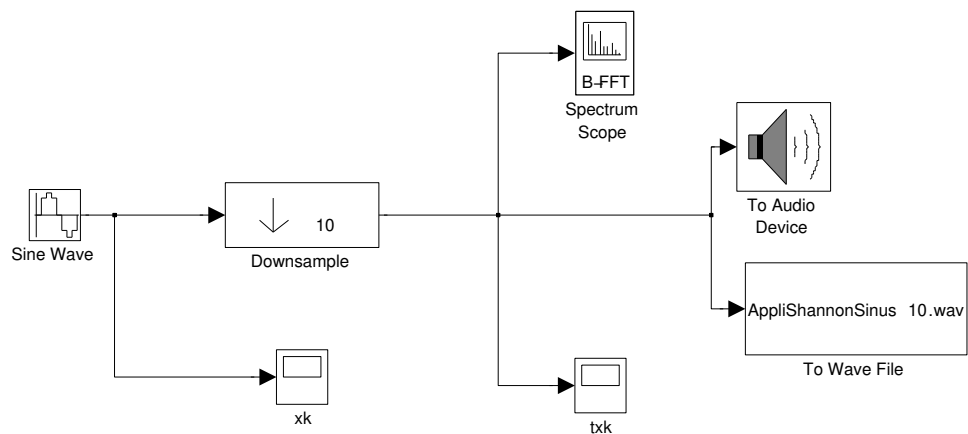 B-FFT
Spectrum
Scope
To Audio
Device
Sine Wave
10
Downsample
AppliShannonSinus 10.wav
To Wave File
xk
txk